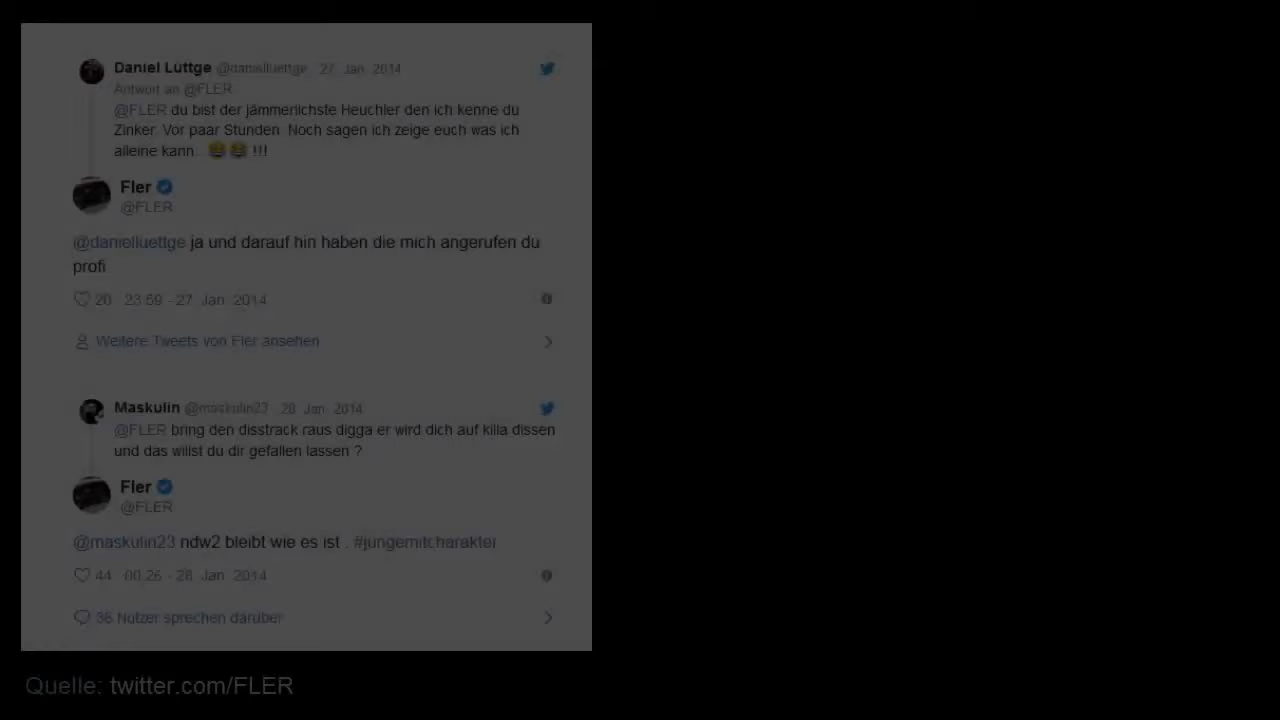 Daniel Lüttge @danielluettge · 27. Jan. 2014
Antwort an @FLER
@FLER du bist der jämmerlichste Heuchler den ich kenne du
Zinker. Vor paar Stunden. Noch sagen ich zeige euch was ich
alleine kann . 😂😂 !!!
Fler
@FLER
@danielluettge ja und darauf hin haben die mich angerufen du
profi
20 23:59 - 27. Jan. 2014
Weitere Tweets von Fler ansehen
Maskulin @maskulin23 · 28. Jan. 2014
@FLER bring den disstrack raus digga er wird dich auf killa dissen
und das willst du dir gefallen lassen ?
Fler
@FLER
@maskulin23 ndw2 bleibt wie es ist . #jungemitcharakter
44 00:26 - 28. Jan. 2014
36 Nutzer sprechen darüber
Quelle: twitter.com/FLER